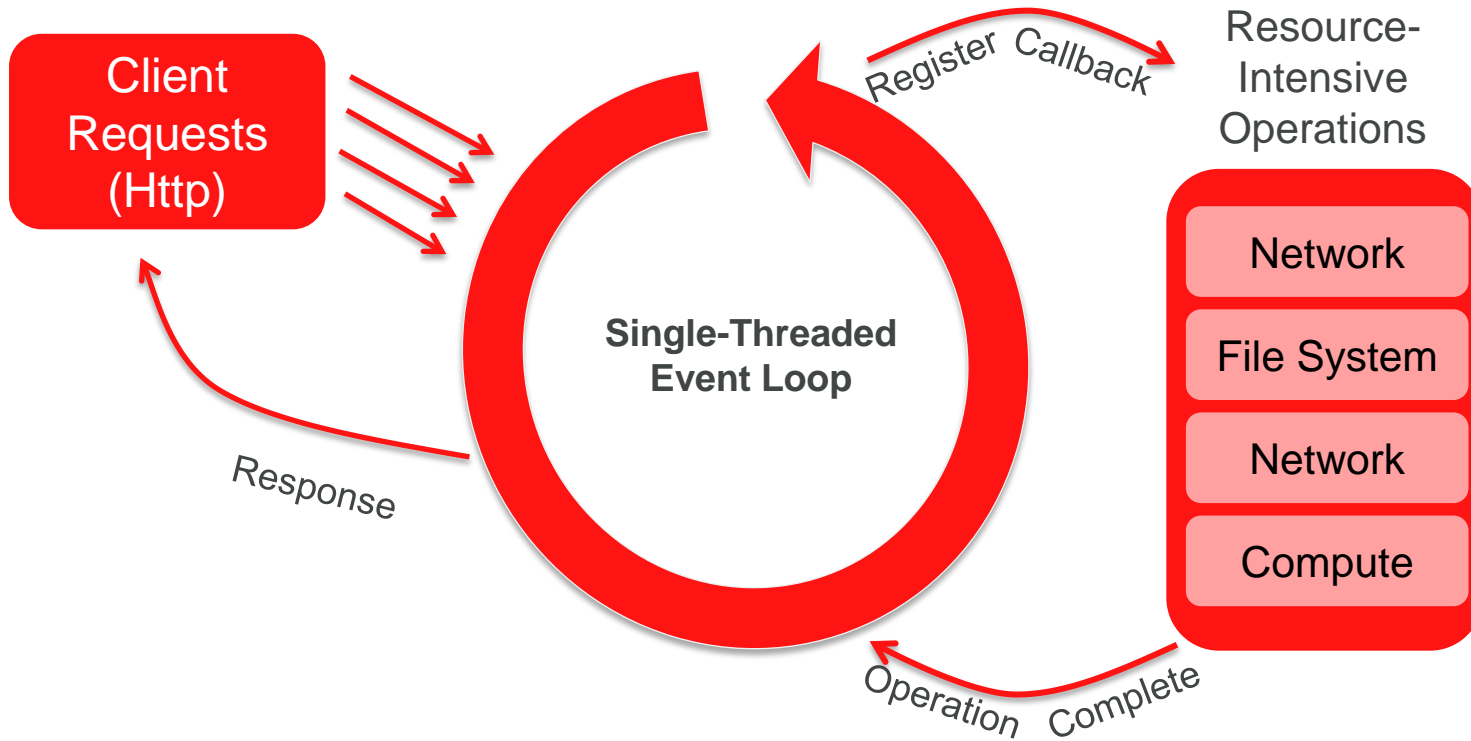 Client
Requests
(Http)
Register Callback
Resource-
Intensive
Operations
Network
File System
Network
Compute
Single-Threaded
Event Loop
Response
Operation Complete